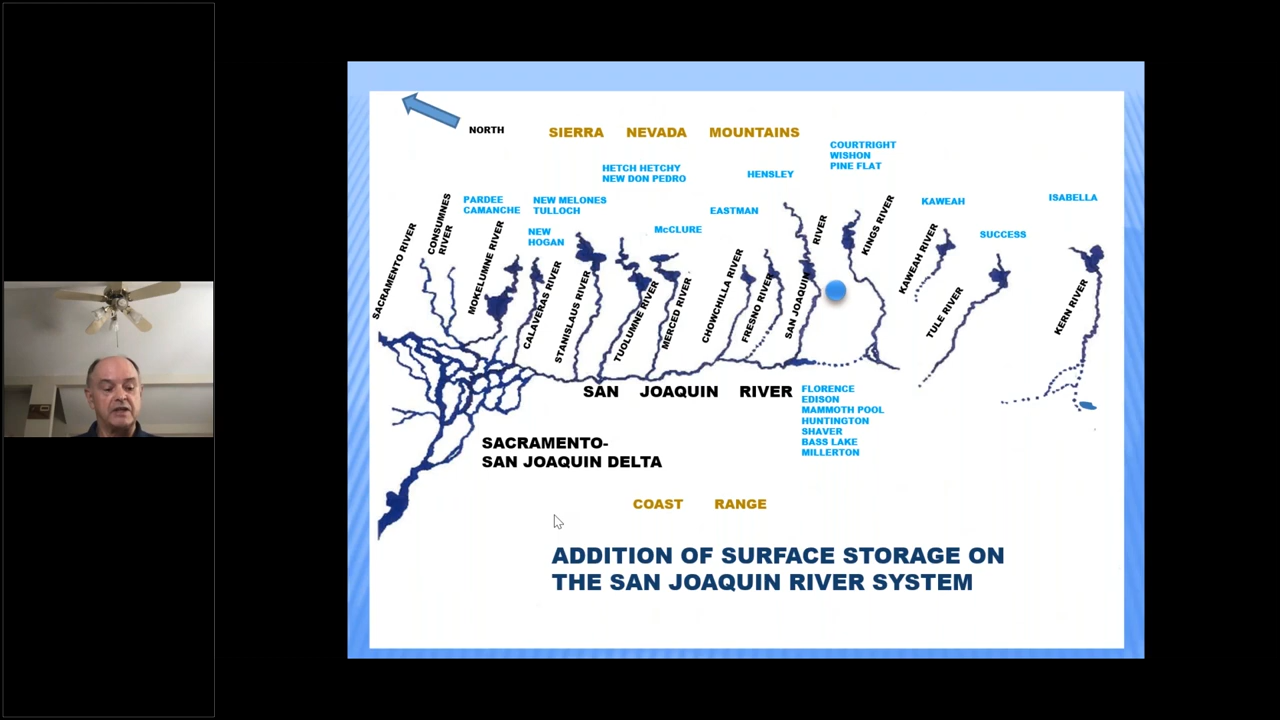 NORTH
SIERRA NEVADA MOUNTAINS
COURTRIGHT
WISHON
PINE FLAT
HETCH HETCHY
NEW DON PEDRO
HENSLEY
PARDEE
CAMANCHE
NEW MELONES
TULLOCH
EASTMAN
KAWEAH
ISABELLA
NEW
HOGAN
McCLURE
SUCCESS
SACRAMENTO RIVER
CONSUMNES
RIVER
MOKELUMNE RIVER
CALAVERAS RIVER
STANISLAUS RIVER
TUOLUMNE RIVER
MERCED RIVER
CHOWCHILLA RIVER
FRESNO RIVER
SAN JOAQUIN RIVER
KINGS RIVER
KAWEAH RIVER
TULE RIVER
KERN RIVER
SAN JOAQUIN RIVER
FLORENCE
EDISON
MAMMOTH POOL
HUNTINGTON
SHAVER
BASS LAKE
MILLERTON
SACRAMENTO-
SAN JOAQUIN DELTA
COAST RANGE
ADDITION OF SURFACE STORAGE ON
THE SAN JOAQUIN RIVER SYSTEM